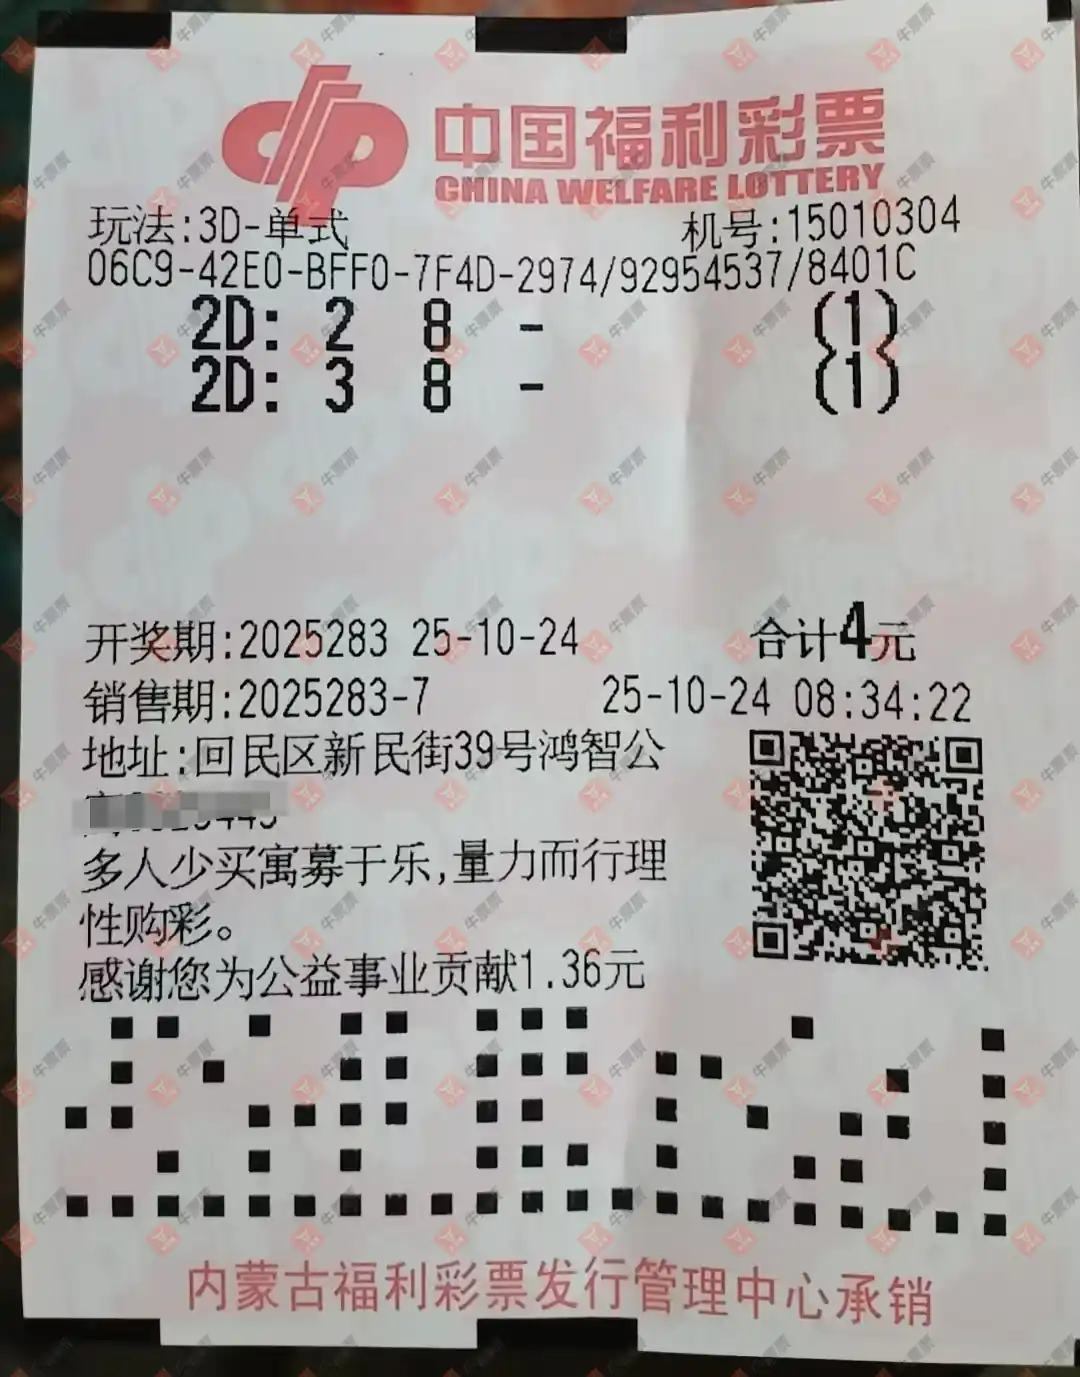 中国福利彩票
CHINA WELFARE LOTTERY
玩法:3D-单式 机号:15010304
06C9-42E0-BFF0-7F4D-2974/92954537/8401C
2D: 2 8 - (1)
2D: 3 8 - (1)
开奖期:2025283 25-10-24 合计4元
销售期:2025283-7 25-10-24 08:34:22
地址:回民区新民街39号鸿智公
多人少买寓募于乐,量力而行理
性购彩。
感谢您为公益事业贡献1.36元
内蒙古福利彩票发行管理中心承销
牛票票